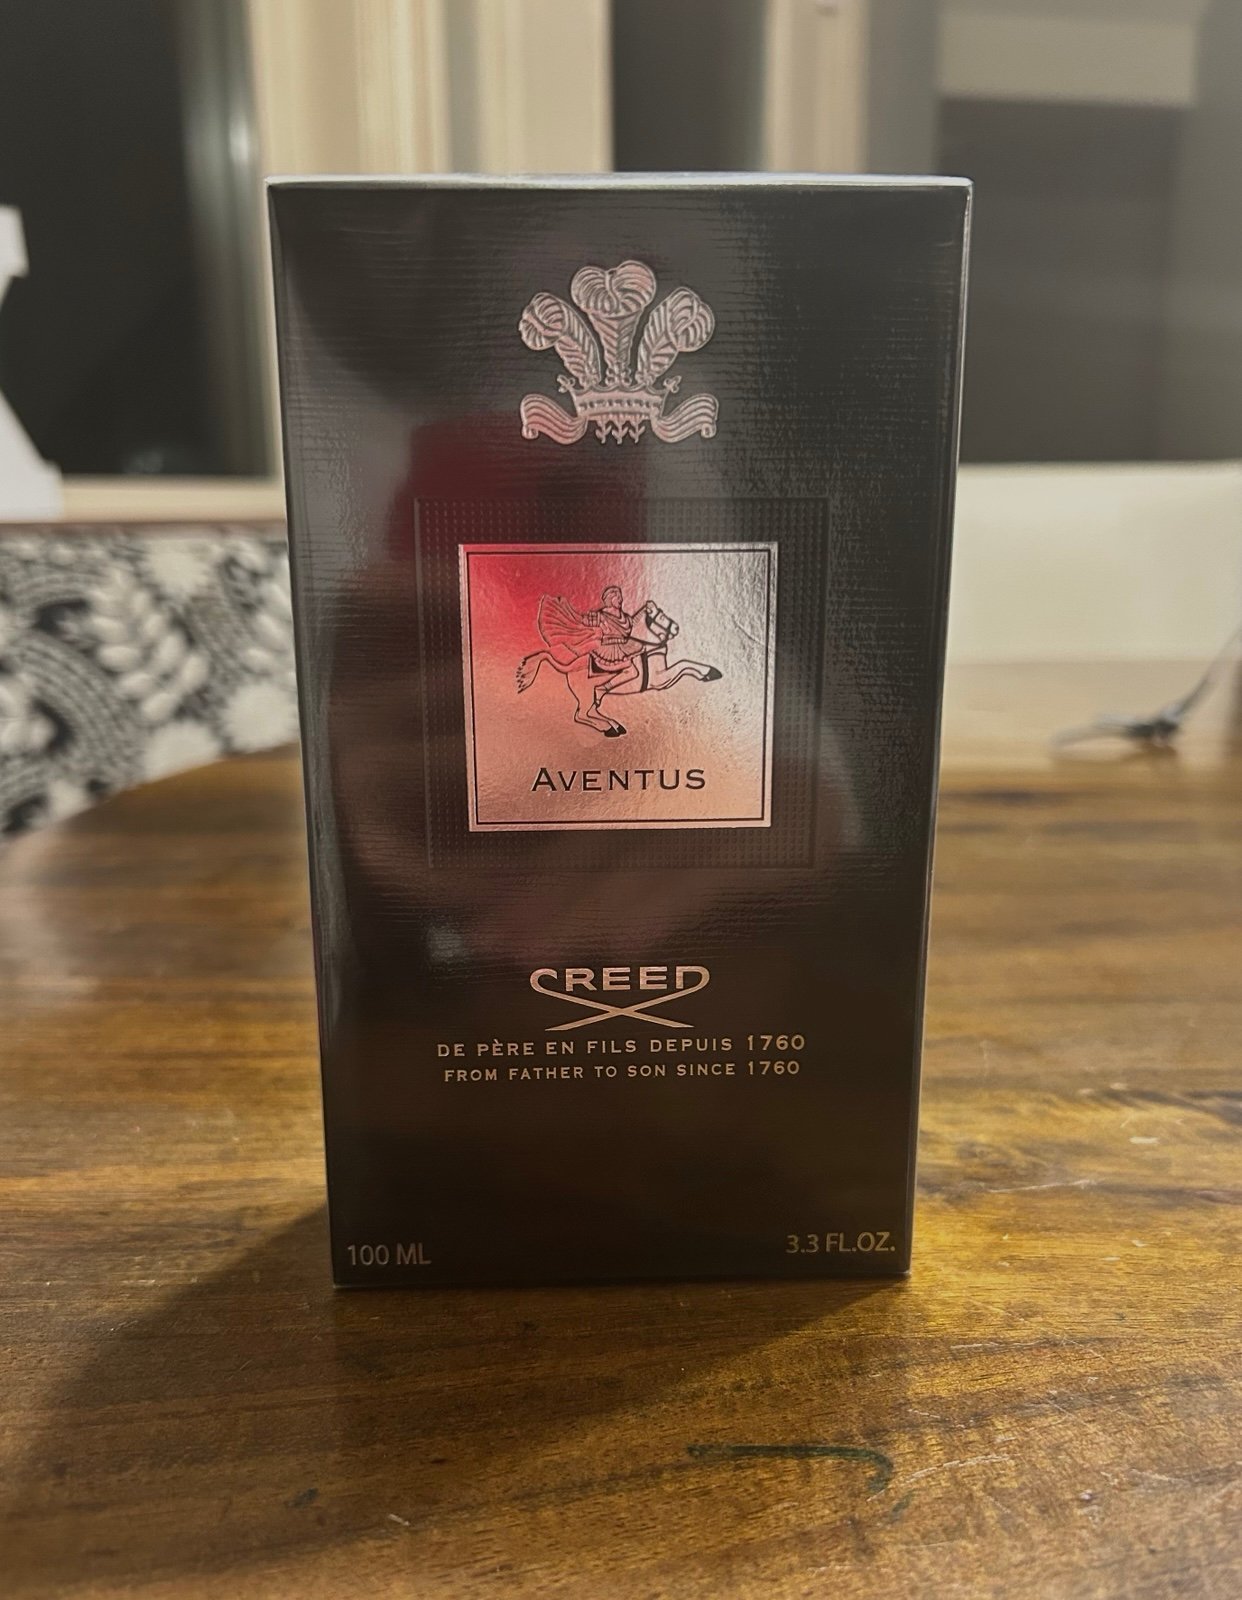 AVENTUS
CREED
DE PÈRE EN FILS DEPUIS 1760
FROM FATHER TO SON SINCE 1760
100 ML
3.3 FL.OZ.